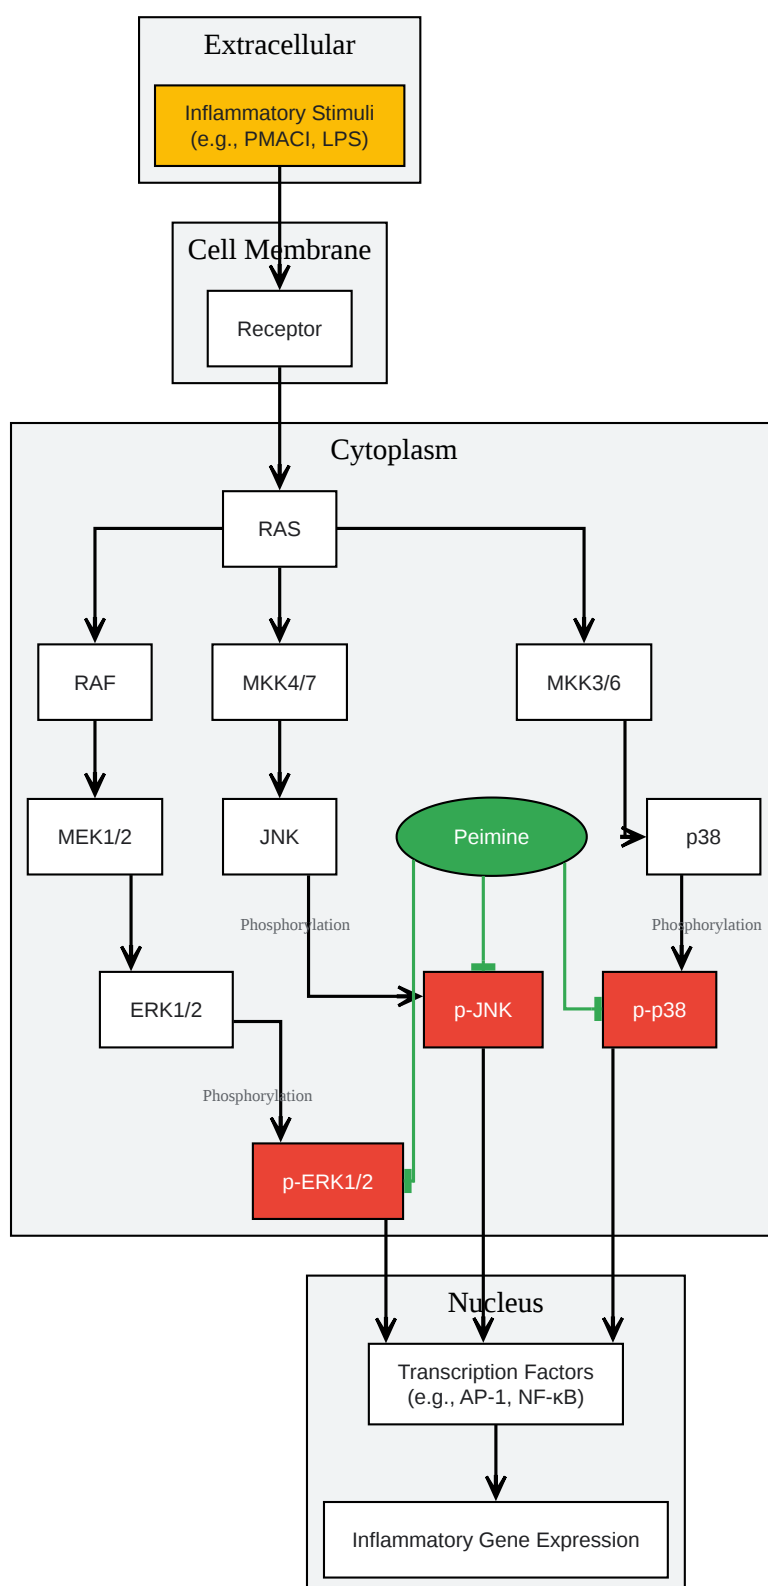 Extracellular
Inflammatory Stimuli
(e.g., PMACI, LPS)
Cell Membrane
Receptor
Cytoplasm
RAS
RAF
MKK4/7
MKK3/6
MEK1/2
JNK
Peimine
p38
Phosphorylation
Phosphorylation
ERK1/2
p-JNK
p-p38
Phosphorylation
p-ERK1/2
Nucleus
Transcription Factors
(e.g., AP-1, NF-κB)
Inflammatory Gene Expression